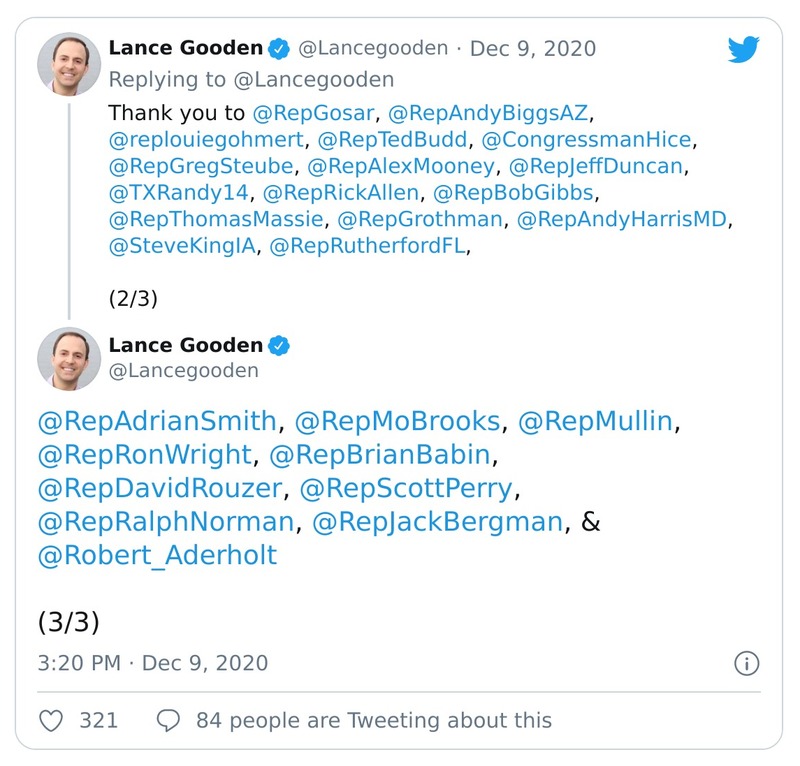 Lance Gooden @Lancegooden · Dec 9, 2020
Replying to @Lancegooden
Thank you to @RepGosar, @RepAndyBiggsAZ,
@replouiegohmert, @RepTedBudd, @CongressmanHice,
@RepGregSteube, @RepAlexMooney, @RepJeffDuncan,
@TXRandy14, @RepRickAllen, @RepBobGibbs,
@RepThomasMassie, @RepGrothman, @RepAndyHarrisMD,
@SteveKingIA, @RepRutherfordFL,
(2/3)
Lance Gooden
@Lancegooden
@RepAdrianSmith, @RepMoBrooks, @RepMullin,
@RepRonWright, @RepBrianBabin,
@RepDavidRouzer, @RepScottPerry,
@RepRalphNorman, @RepJackBergman, &
@Robert_Aderholt
(3/3)
3:20 PM · Dec 9, 2020
321 84 people are Tweeting about this